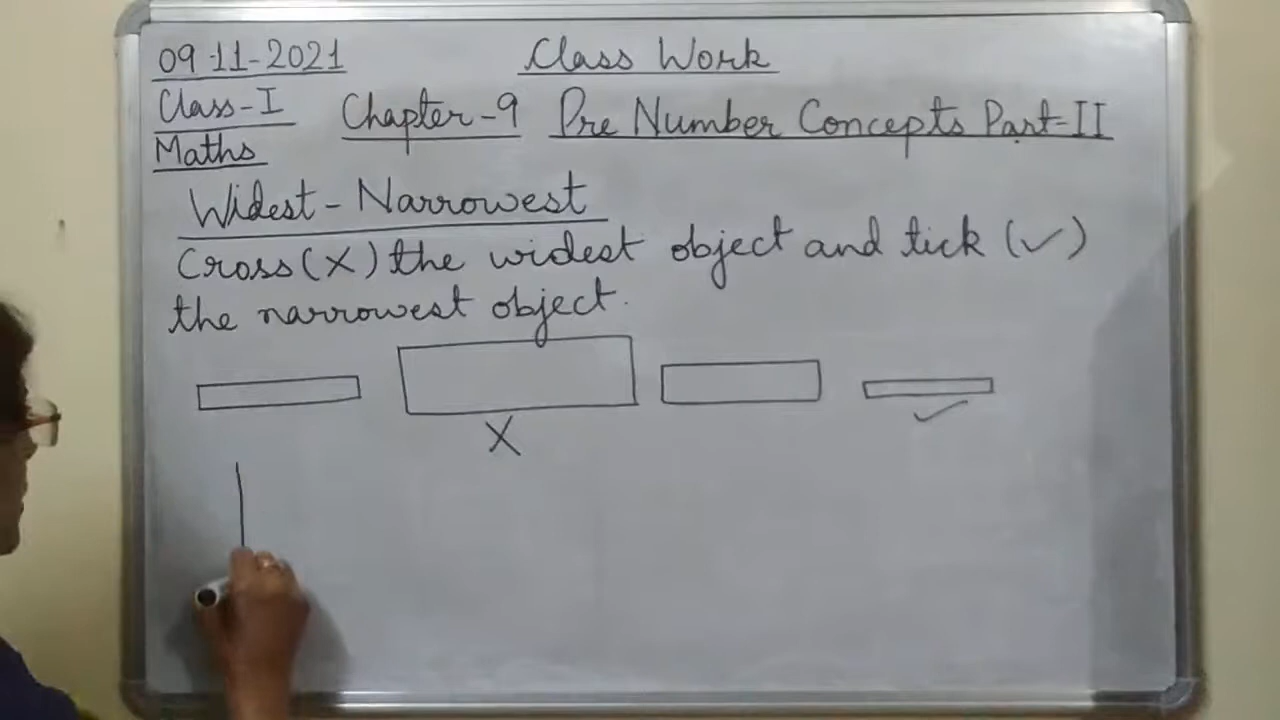 09-11-2021 Class Work
Class-I Chapter-9 Pre Number Concepts Part-II
Maths
Widest - Narrowest
Cross (X) the widest object and tick (✓)
the narrowest object.
X ✓